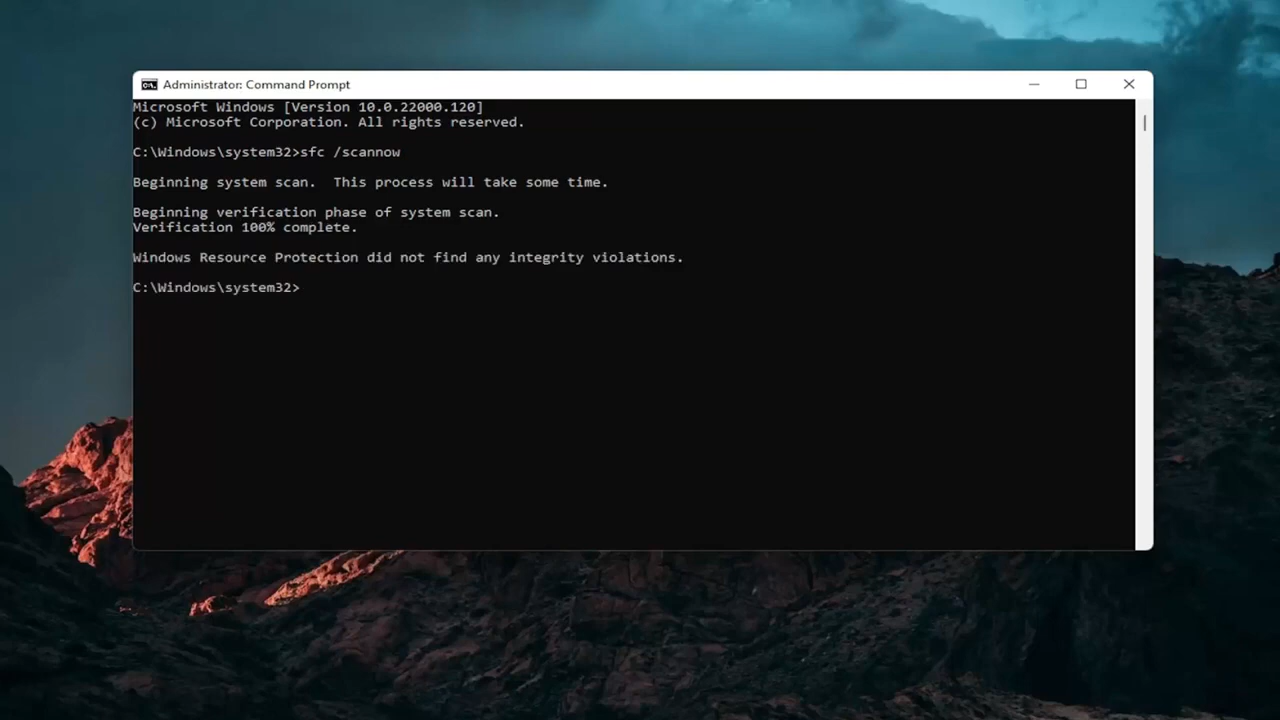 Administrator: Command Prompt
Microsoft Windows [Version 10.0.22000.120]
(c) Microsoft Corporation. All rights reserved.
C:\Windows\system32>sfc /scannow
Beginning system scan.  This process will take some time.
Beginning verification phase of system scan.
Verification 100% complete.
Windows Resource Protection did not find any integrity violations.
C:\Windows\system32>